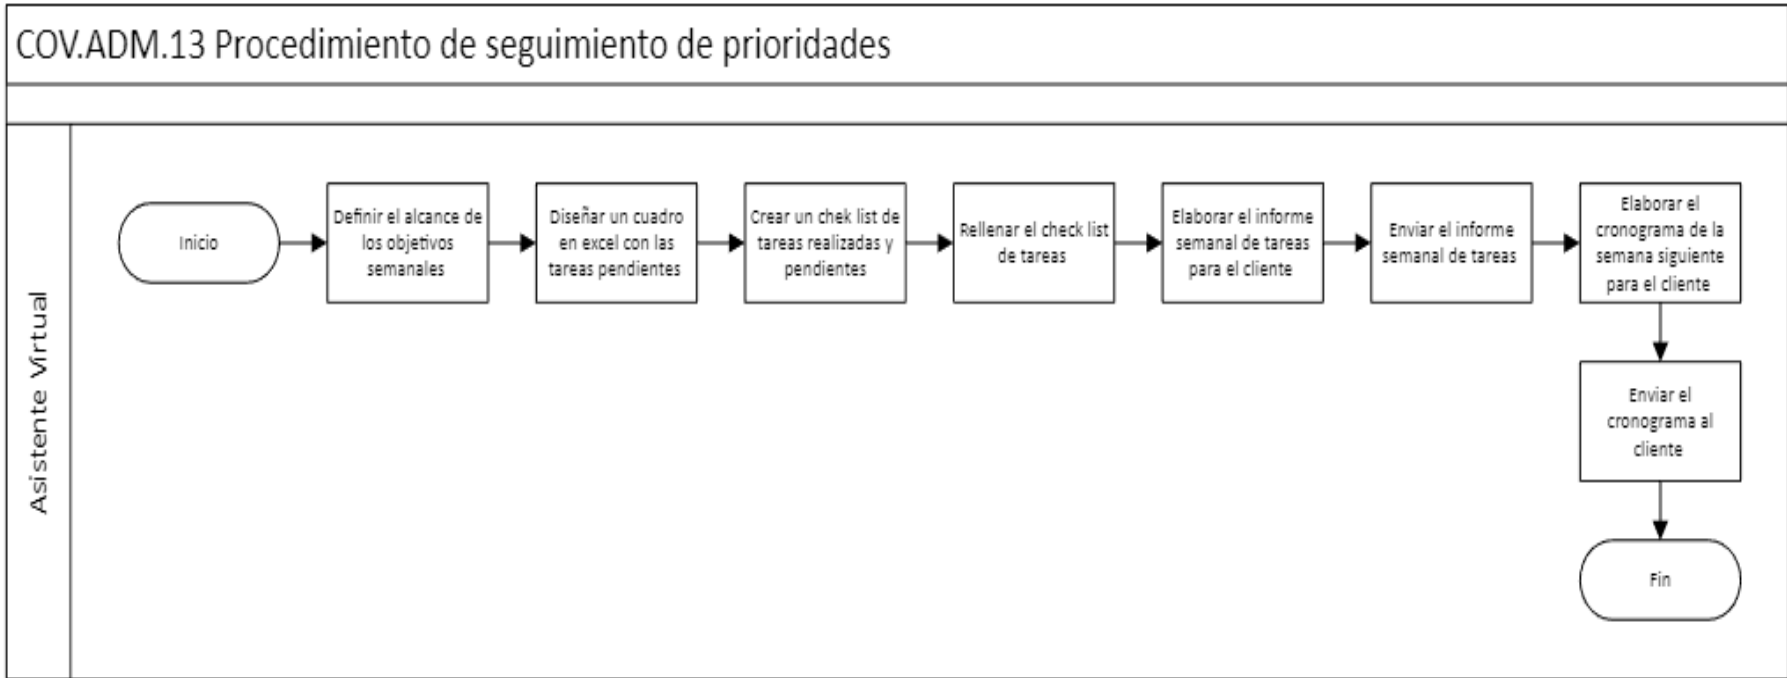 COV.ADM.13 Procedimiento de seguimiento de prioridades
Asistente Virtual
Inicio
Definir el alcance de
los objetivos
semanales
Diseñar un cuadro
en excel con las
tareas pendientes
Crear un chek list de
tareas realizadas y
pendientes
Rellenar el check list
de tareas
Elaborar el informe
semanal de tareas
para el cliente
Enviar el informe
semanal de tareas
Elaborar el
cronograma de la
semana siguiente
para el cliente
Enviar el
cronograma al
cliente
Fin